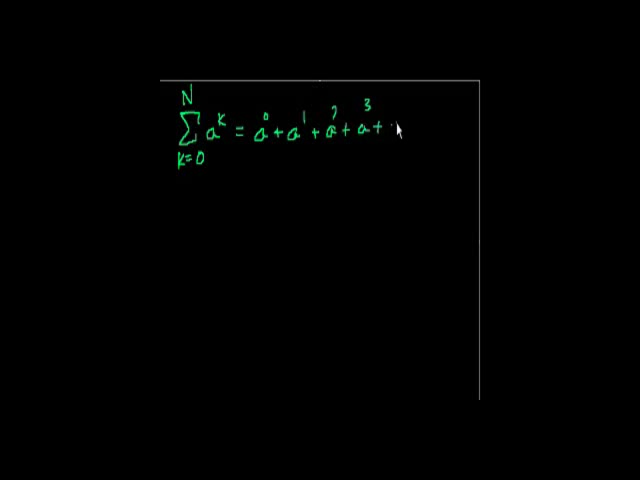 N
∑ a^k = a^0 + a^1 + a^2 + a^3 + ·
k=0